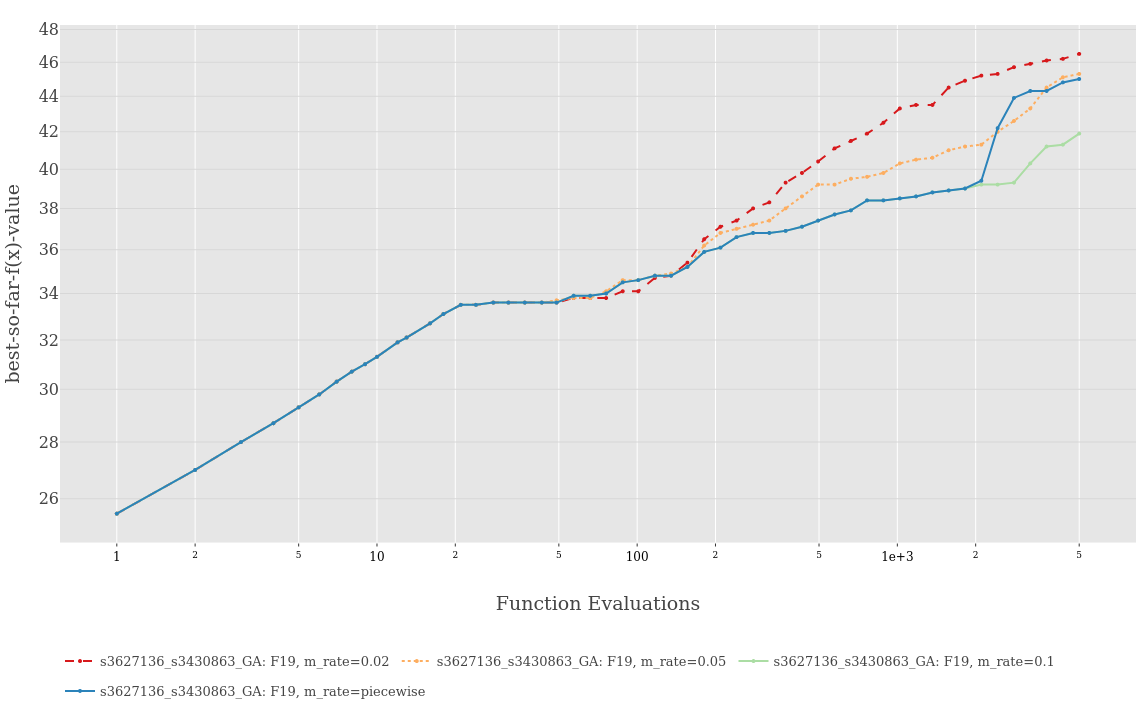 48
46
44
42
40
38
36
34
32
30
28
26
best-so-far-f(x)-value
1 2 5 10 2 5 100 2 5 1e+3 2 5
Function Evaluations
s3627136_s3430863_GA: F19, m_rate=0.02 s3627136_s3430863_GA: F19, m_rate=0.05 s3627136_s3430863_GA: F19, m_rate=0.1
s3627136_s3430863_GA: F19, m_rate=piecewise